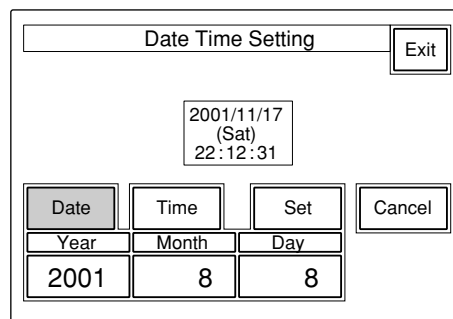 Date Time Setting
Exit
2001/11/17
(Sat)
22:12:31
Date Time Set Cancel
Year Month Day
2001 8 8